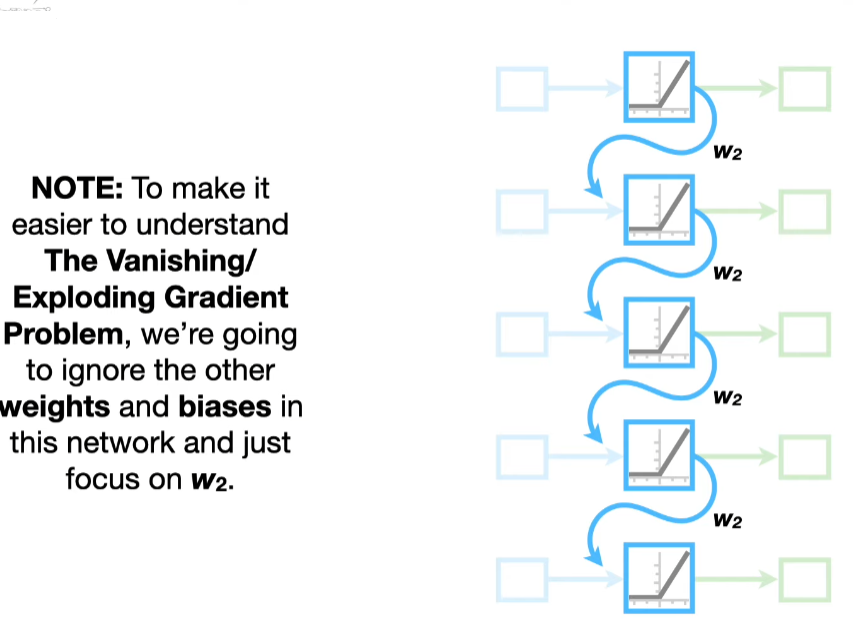 NOTE: To make it
easier to understand
The Vanishing/
Exploding Gradient
Problem, we're going
to ignore the other
weights and biases in
this network and just
focus on w₂.
w₂
w₂
w₂
w₂